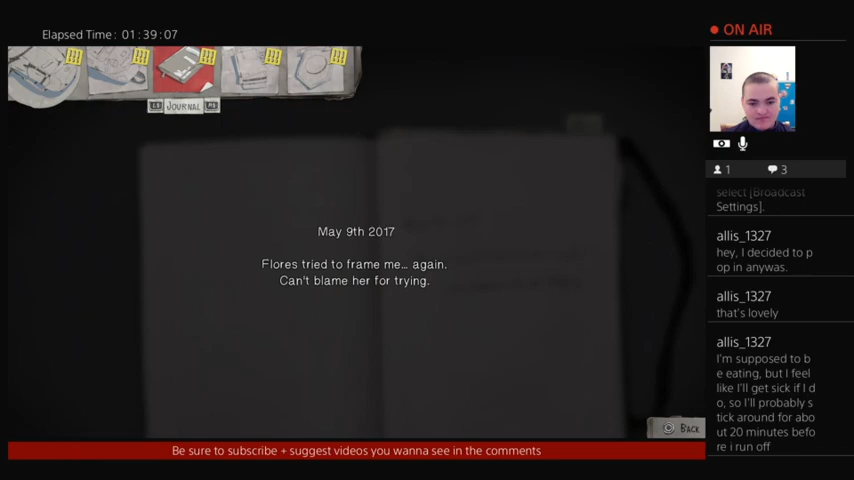 Elapsed Time: 01:39:07
ON AIR
JOURNAL
1
3
select [Broadcast
Settings].
allis_1327
hey, I decided to p
op in anywas.
allis_1327
that's lovely
allis_1327
I'm supposed to b
e eating, but I feel
like I'll get sick if I d
o, so I'll probably s
tick around for abo
ut 20 minutes befo
re i run off
May 9th 2017
Flores tried to frame me... again.
Can't blame her for trying.
BACK
Be sure to subscribe + suggest videos you wanna see in the comments